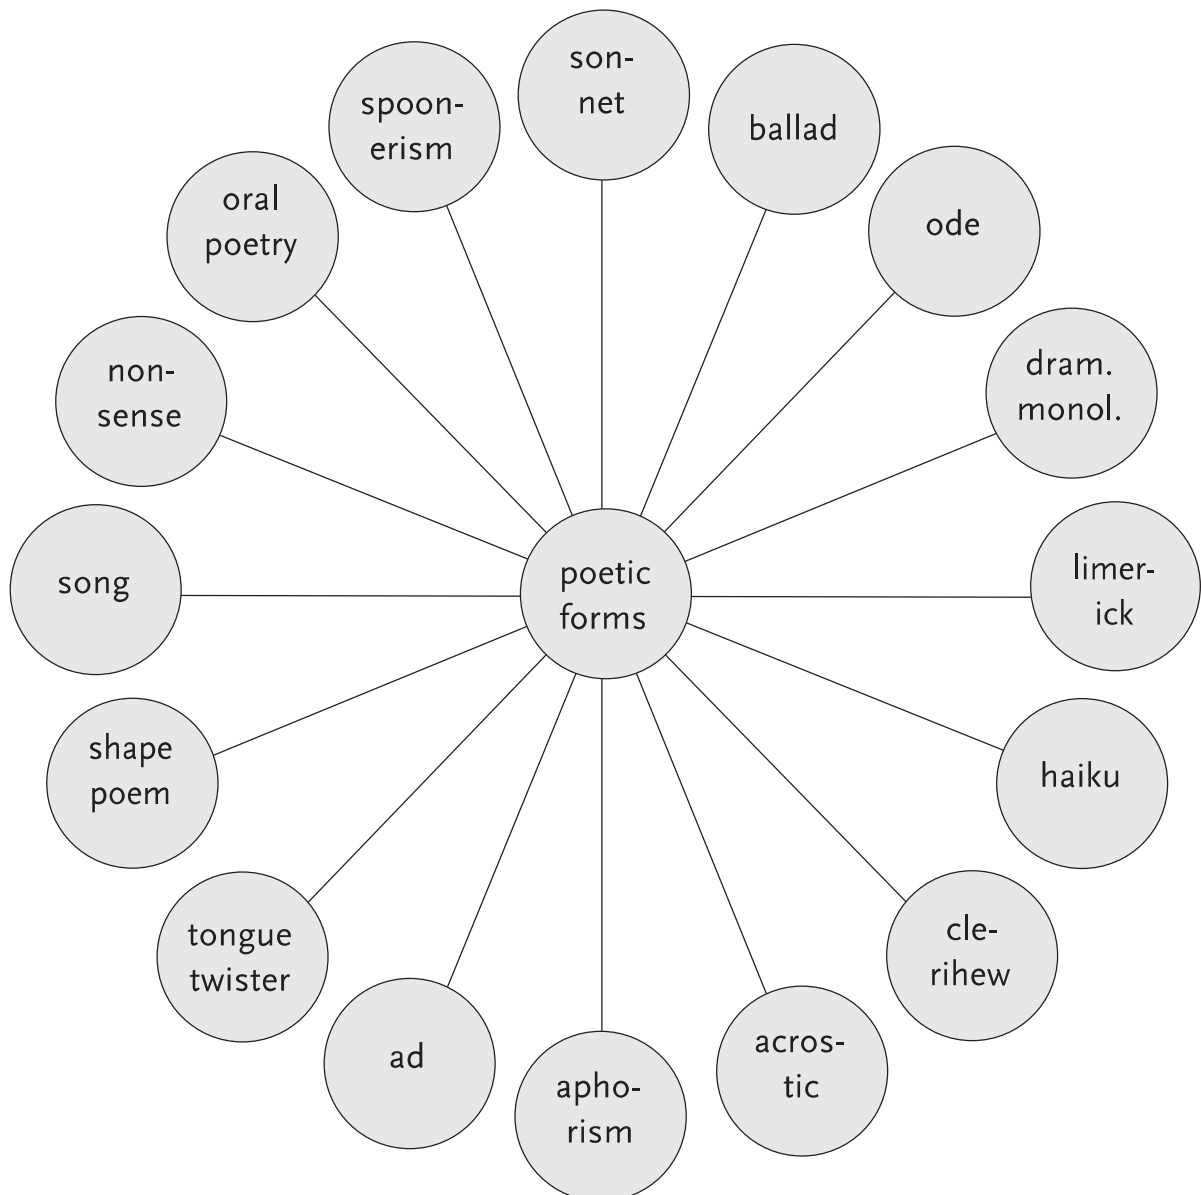 son-
net
spoon-
erism
ballad
oral
poetry
ode
non-
sense
dram.
monol.
song
poetic
forms
limer-
ick
shape
poem
haiku
tongue
twister
cle-
rihew
ad
acros-
tic
apho-
rism